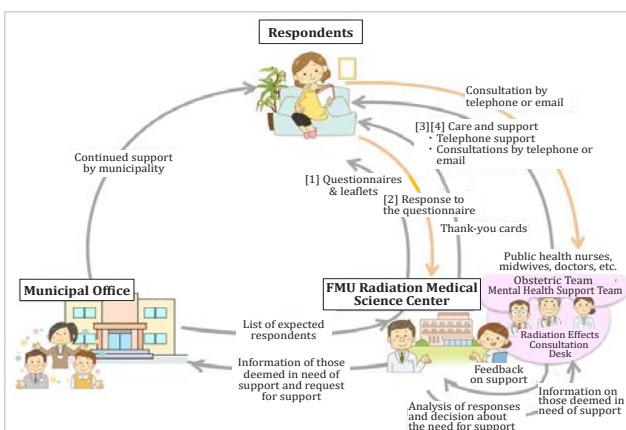 Respondents
Consultation by
telephone or email
[3][4] Care and support
・Telephone support
・Consultations by telephone or
email
Continued support
by municipality
[1] Questionnaires
& leaflets
[2] Response to
the questionnaire
Thank-you cards
Public health nurses,
midwives, doctors, etc.
Obstetric Team
Mental Health Support Team
Radiation Effects
Consultation
Desk
Municipal Office
FMU Radiation Medical
Science Center
List of expected
respondents
Information of those
deemed in need of
support and request
for support
Feedback
on support
Analysis of responses
and decision about
the need for support
Information on
those deemed in
need of support